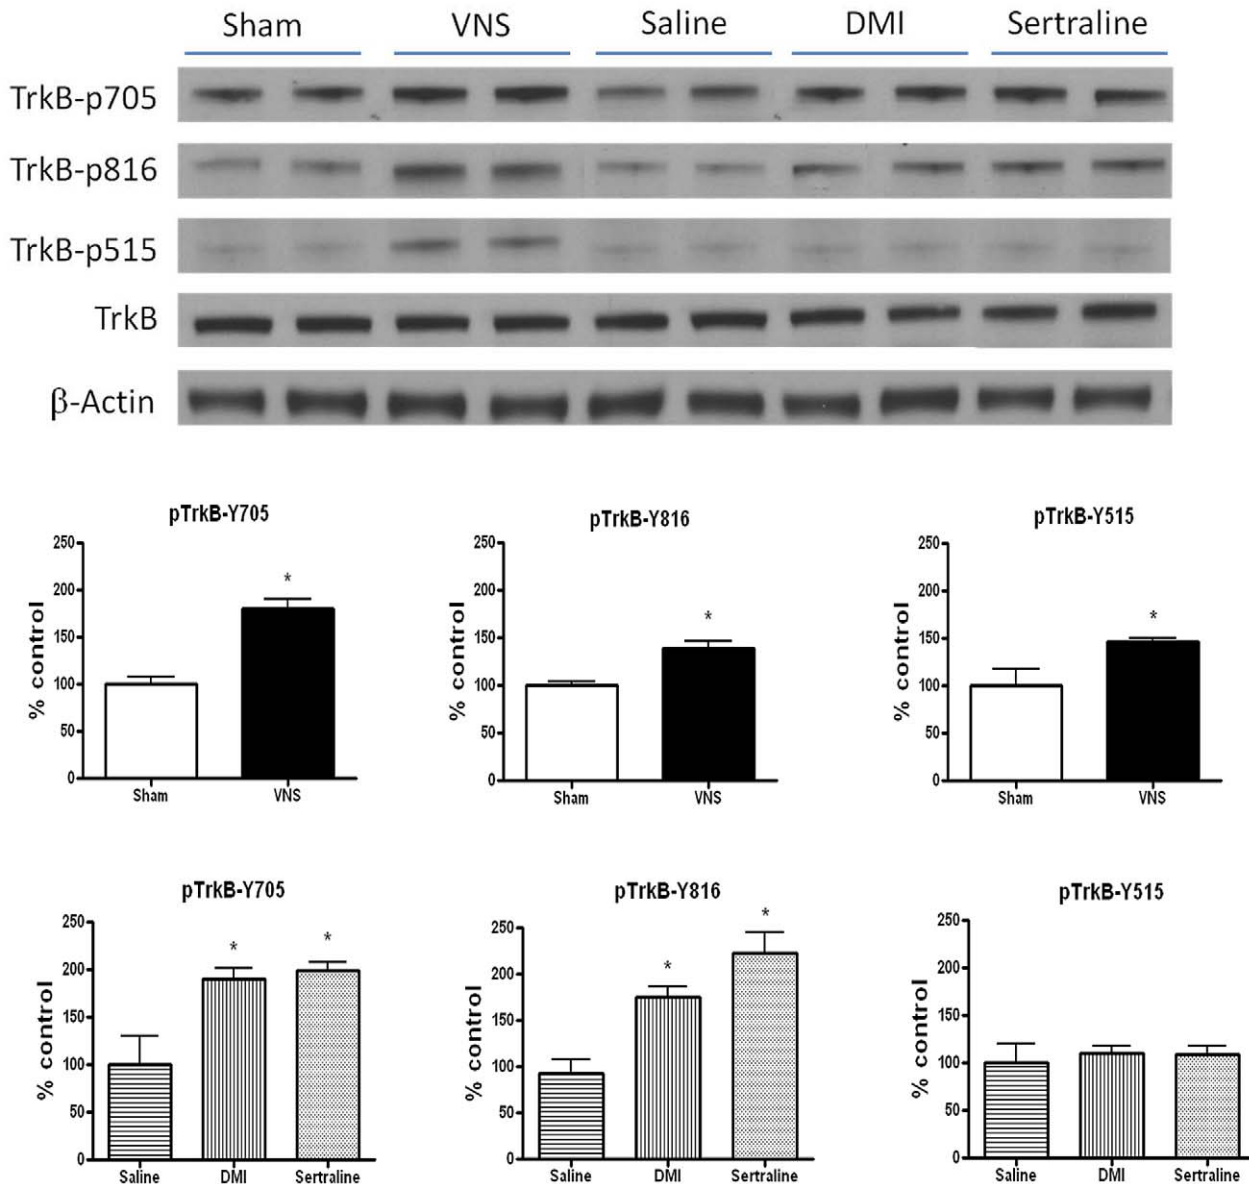 Sham VNS Saline DMI Sertraline
TrkB-p705
TrkB-p816
TrkB-p515
TrkB
β-Actin
pTrkB-Y705
% control
250
200
150
100
50
0
*
Sham VNS
pTrkB-Y816
% control
250
200
150
100
50
0
*
Sham VNS
pTrkB-Y515
% control
250
200
150
100
50
0
*
Sham VNS
pTrkB-Y705
% control
250
200
150
100
50
0
* *
Saline DMI Sertraline
pTrkB-Y816
% control
250
200
150
100
50
0
* *
Saline DMI Sertraline
pTrkB-Y515
% control
250
200
150
100
50
0
Saline DMI Sertraline